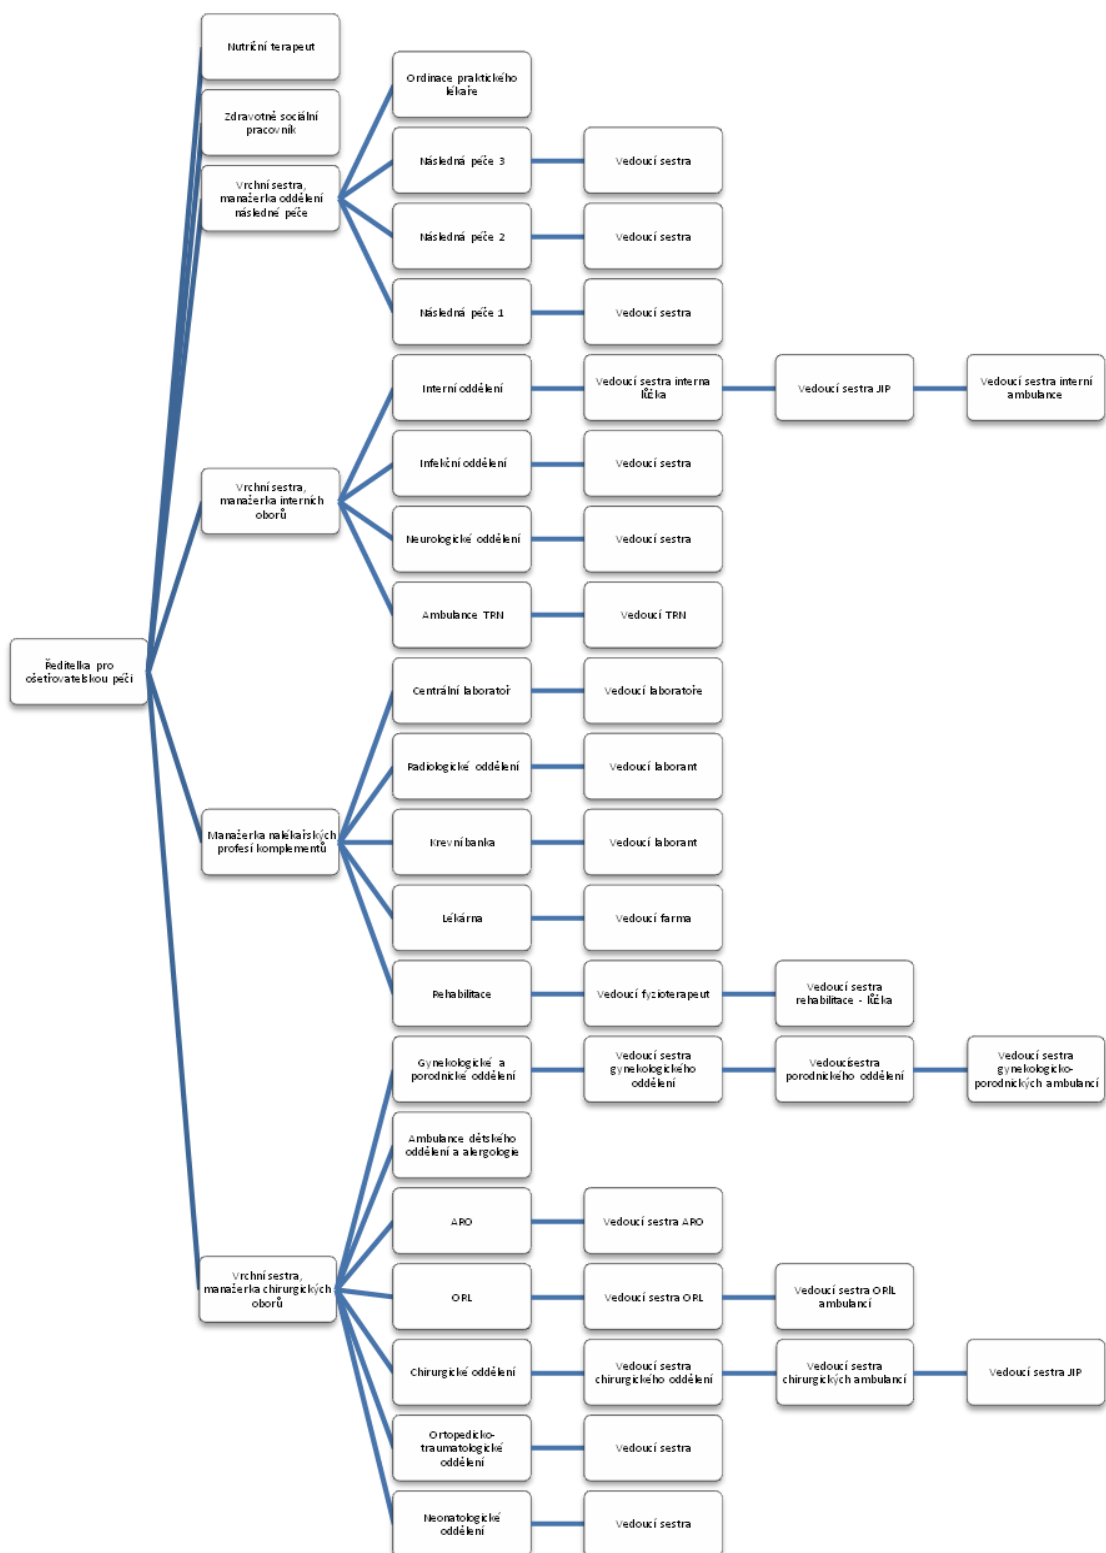 Nutriční terapeut
Zdravotně sociální
pracovník
Vrchní sestra,
manažerka oddělení
následné péče
Ordinace praktického
lékaře
Následná péče 3
Vedoucí sestra
Následná péče 2
Vedoucí sestra
Následná péče 1
Vedoucí sestra
Vrchní sestra,
manažerka interních
oborů
Interní oddělení
Vedoucí sestra interna
lůžka
Vedoucí sestra JIP
Vedoucí sestra interní
ambulance
Infekční oddělení
Vedoucí sestra
Neurologické oddělení
Vedoucí sestra
Ambulance TRN
Vedoucí TRN
Ředitelka pro
ošetřovatelskou péčí
Manažerka nalékařských
profesí komplementů
Centrální laboratoř
Vedoucí laboratoře
Radiologické oddělení
Vedoucí laborant
Krevní banka
Vedoucí laborant
Lékárna
Vedoucí farma
Rehabilitace
Vedoucí fyzioterapeut
Vedoucí sestra
rehabilitace - lůžka
Vrchní sestra,
manažerka chirurgických
oborů
Gynekologické a
porodnické oddělení
Vedoucí sestra
gynekologického
oddělení
Vedoucísestra
porodnického oddělení
Vedoucí sestra
gynekologicko-
porodnických ambulancí
Ambulance dětského
oddělení a alergologie
ARO
Vedoucí sestra ARO
ORL
Vedoucí sestra ORL
Vedoucí sestra ORIL
ambulancí
Chirurgické oddělení
Vedoucí sestra
chirurgického oddělení
Vedoucí sestra
chirurgických ambulancí
Vedoucí sestra JIP
Ortopedicko-
traumatologické
oddělení
Vedoucí sestra
Neonatologické
oddělení
Vedoucí sestra